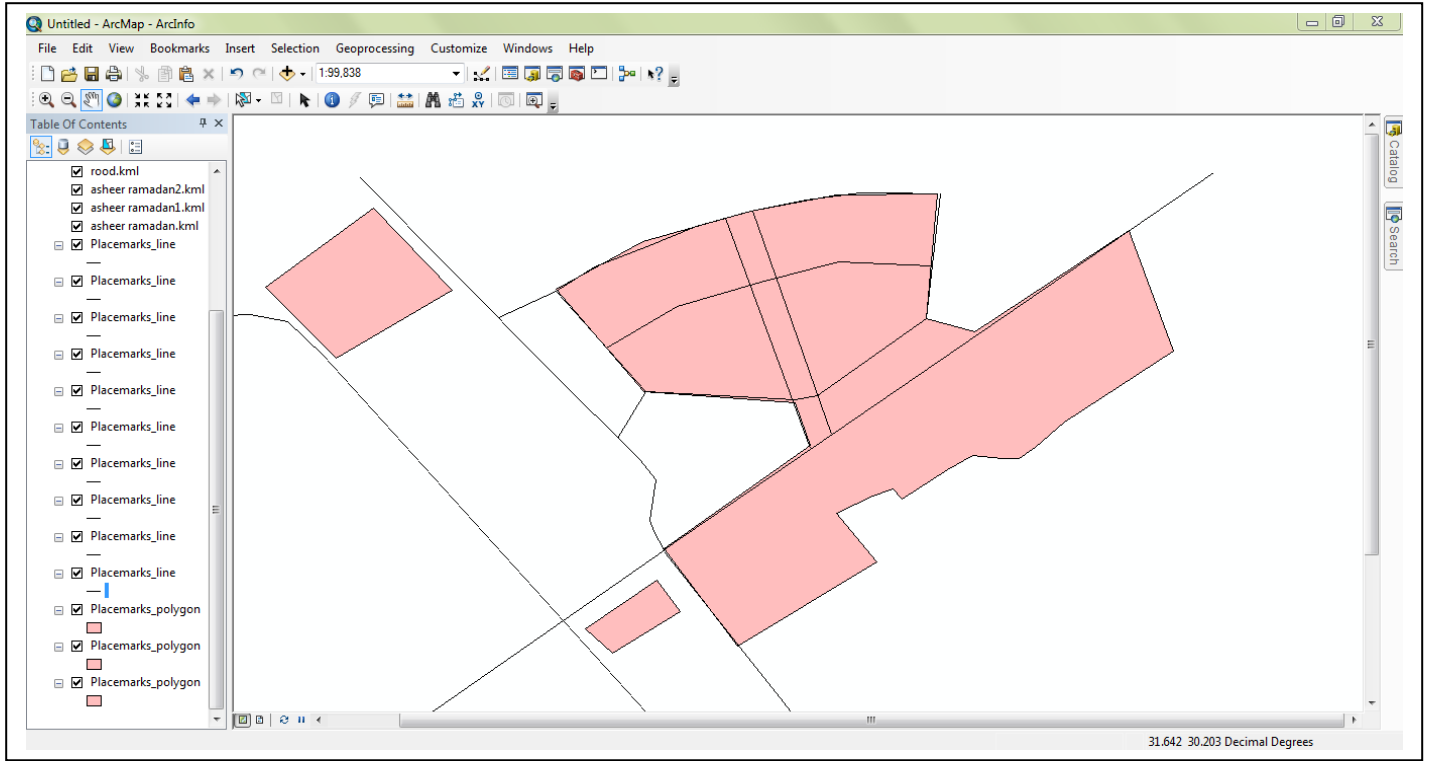 Untitled - ArcMap - ArcInfo
File Edit View Bookmarks Insert Selection Geoprocessing Customize Windows Help
1:99,838
Table Of Contents
rood.kml
asheer ramadan2.kml
asheer ramadan1.kml
asheer ramadan.kml
Placemarks_line
Placemarks_line
Placemarks_line
Placemarks_line
Placemarks_line
Placemarks_line
Placemarks_line
Placemarks_line
Placemarks_line
Placemarks_line
Placemarks_polygon
Placemarks_polygon
Placemarks_polygon
Catalog
Search
31.642 30.203 Decimal Degrees